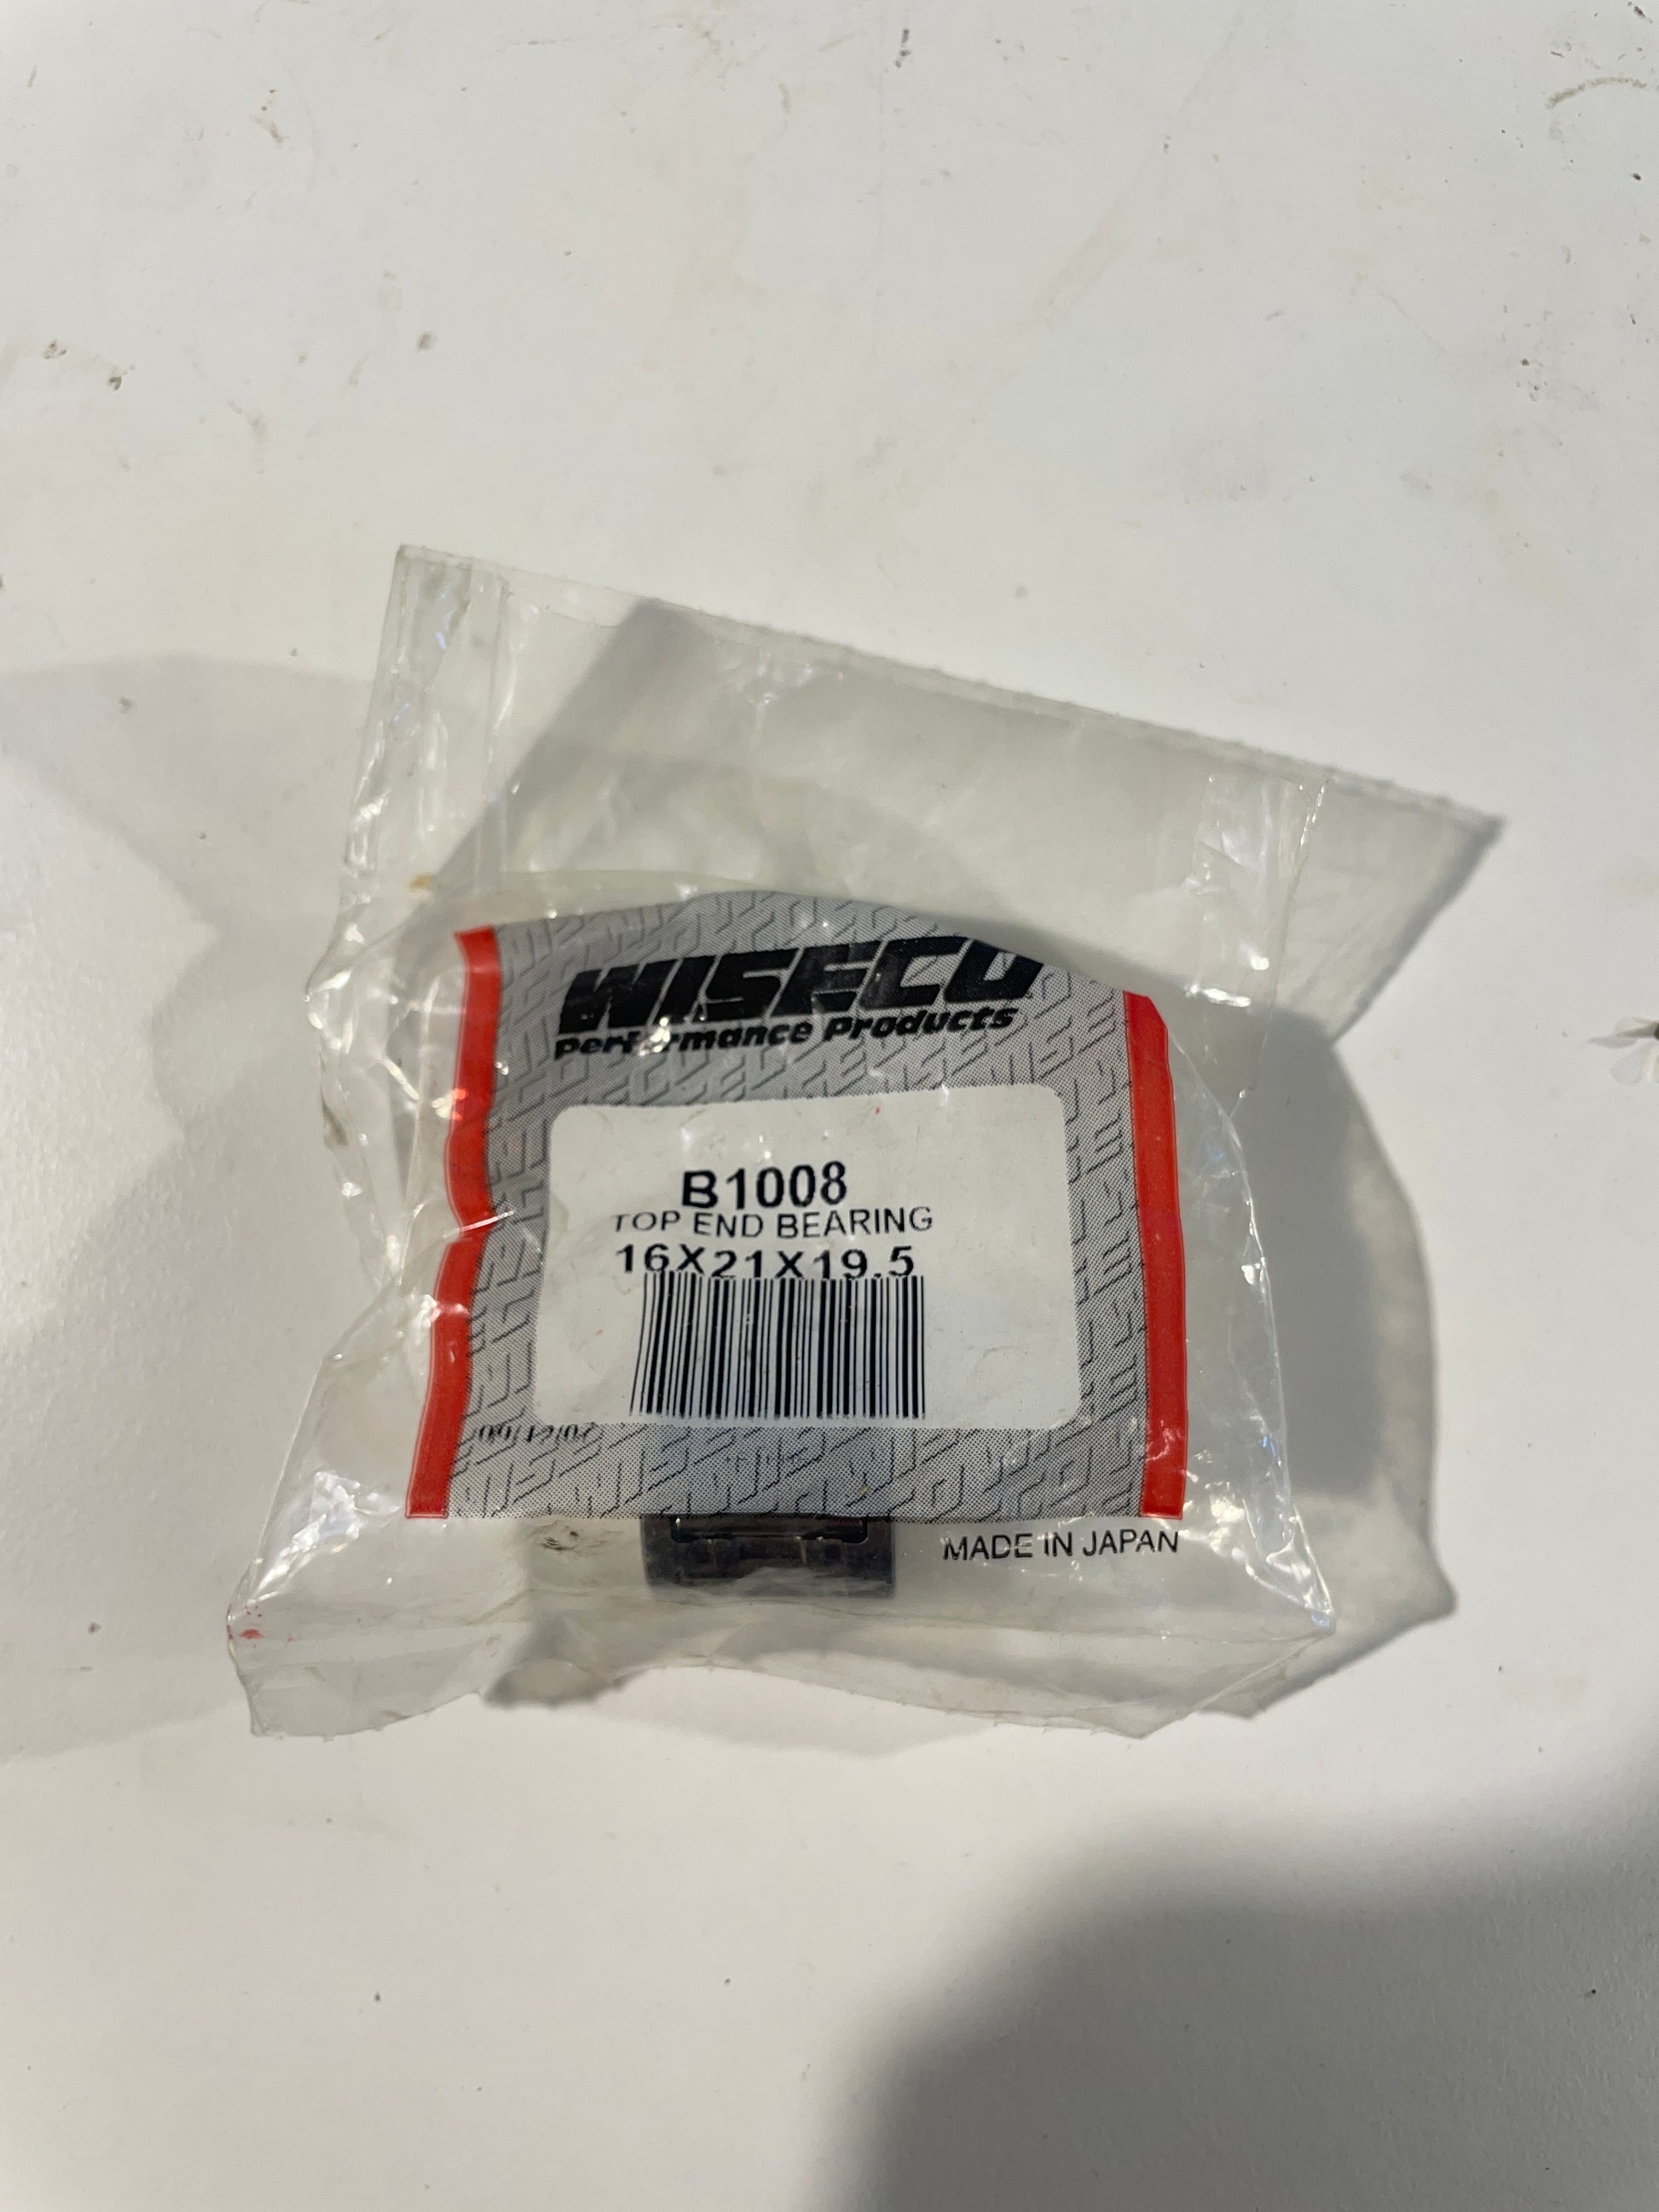 WISECO
Performance Products
B1008
TOP END BEARING
16X21X19.5
MADE IN JAPAN